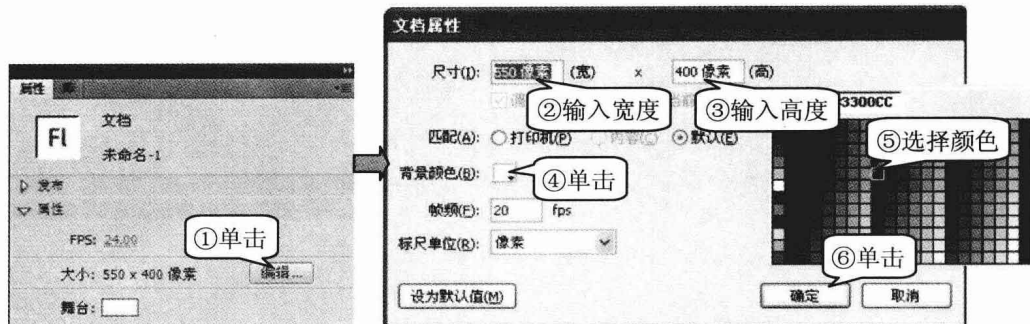 属性 库
Fl
文档
未命名-1
发布
属性
FPS: 24.00
①单击
大小: 550 x 400 像素 编辑...
舞台:
文档属性
尺寸(I): 550 像素 (宽) x 400 像素 (高)
②输入宽度
③输入高度
3300CC
⑤选择颜色
匹配(A): 打印机(P) 内容(C) 默认(E)
背景颜色(B):
④单击
帧频(F): 20 fps
标尺单位(R): 像素
⑥单击
设为默认值(M) 确定 取消